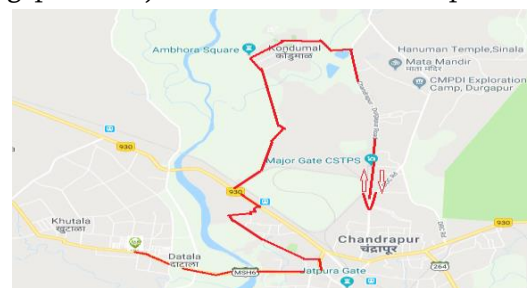 Ambhora Square
Kondumal
कोंडुमाळ
Hanuman Temple,Sinala
Mata Mandir
माता मंदिर
CMPDI Exploration
Camp, Durgapur
Major Gate CSTPS
930
930
930
Khutala
खुटाळा
Datala
दाताला
MSH6
Chandrapur
चंद्रपूर
Jatpura Gate
264